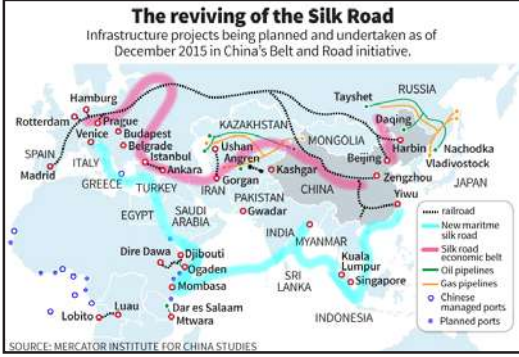 The reviving of the Silk Road
Infrastructure projects being planned and undertaken as of
December 2015 in China's Belt and Road initiative.
Hamburg
Rotterdam
Prague
Venice
Budapest
Belgrade
Istanbul
Ankara
SPAIN
Madrid
ITALY
GREECE
TURKEY
EGYPT
SAUDI
ARABIA
KAZAKHSTAN
Ushan
Angren
Kashgar
IRAN
Gorgan
PAKISTAN
Gwadar
INDIA
MYANMAR
SRI
LANKA
MONGOLIA
CHINA
RUSSIA
Tayshet
Daqing
Harbin
Beijing
Nachodka
Vladivostock
Zengzhou
JAPAN
Yiwu
Kuala
Lumpur
Singapore
INDONESIA
Dire Dawa
Djibouti
Ogaden
Mombasa
Luau
Lobito
Dar es Salaam
Mtwara
railroad
New maritme
silk road
Silk road
economic belt
Oil pipelines
Gas pipelines
Chinese
managed ports
Planned ports
SOURCE: MERCATOR INSTITUTE FOR CHINA STUDIES